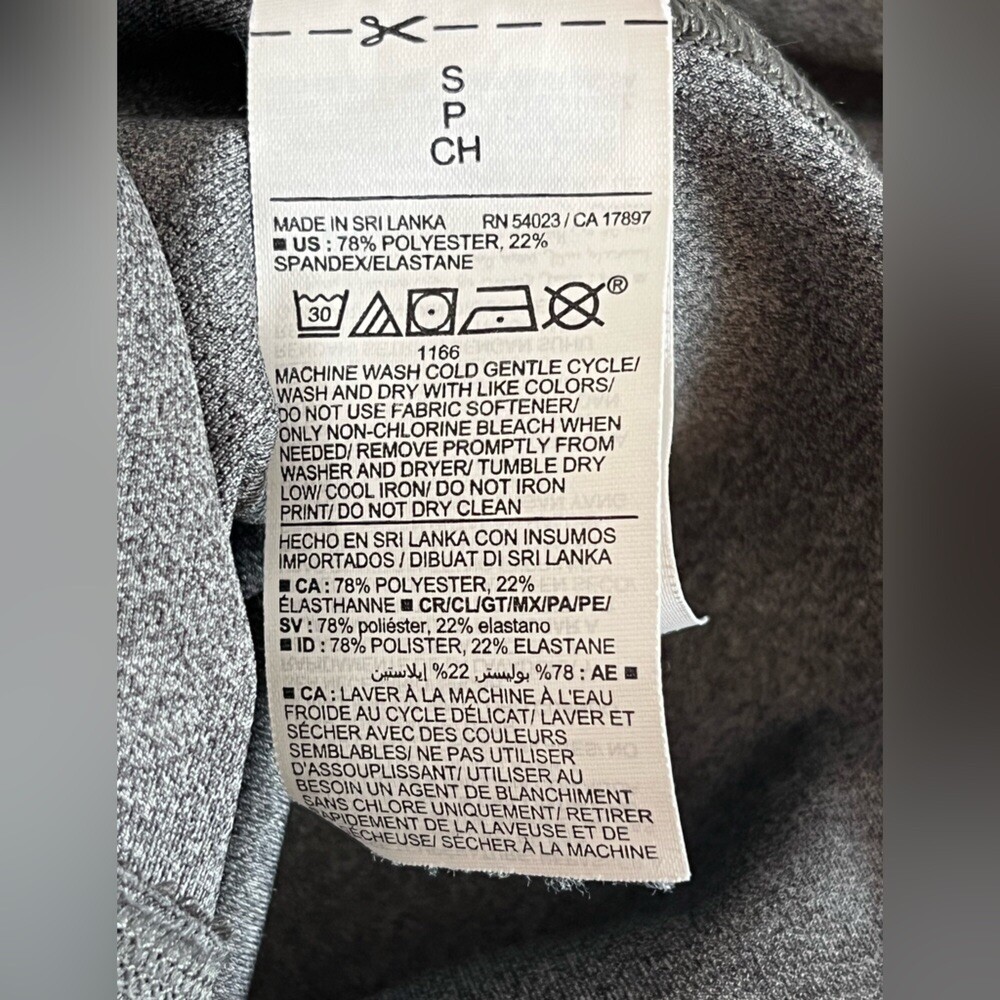 S
P
CH
MADE IN SRI LANKA RN 54023 / CA 17897
■ US : 78% POLYESTER, 22%
SPANDEX/ELASTANE
30
®
1166
MACHINE WASH COLD GENTLE CYCLE/
WASH AND DRY WITH LIKE COLORS/
DO NOT USE FABRIC SOFTENER/
ONLY NON-CHLORINE BLEACH WHEN
NEEDED/ REMOVE PROMPTLY FROM
WASHER AND DRYER/ TUMBLE DRY
LOW/ COOL IRON/ DO NOT IRON
PRINT/ DO NOT DRY CLEAN
HECHO EN SRI LANKA CON INSUMOS
IMPORTADOS / DIBUAT DI SRI LANKA
■ CA : 78% POLYESTER, 22%
ÉLASTHANNE ■ CR/CL/GT/MX/PA/PE/
SV : 78% poliéster, 22% elastano
■ ID : 78% POLISTER, 22% ELASTANE
■ AE : 78% بوليستر, 22% إيلاستين
■ CA : LAVER À LA MACHINE À L'EAU
FROIDE AU CYCLE DÉLICAT/ LAVER ET
SÉCHER AVEC DES COULEURS
SEMBLABLES/ NE PAS UTILISER
D'ASSOUPLISSANT/ UTILISER AU
BESOIN UN AGENT DE BLANCHIMENT
SANS CHLORE UNIQUEMENT/ RETIRER
APIDEMENT DE LA LAVEUSE ET DE
ÉCHEUSE/ SÉCHER À LA MACHINE